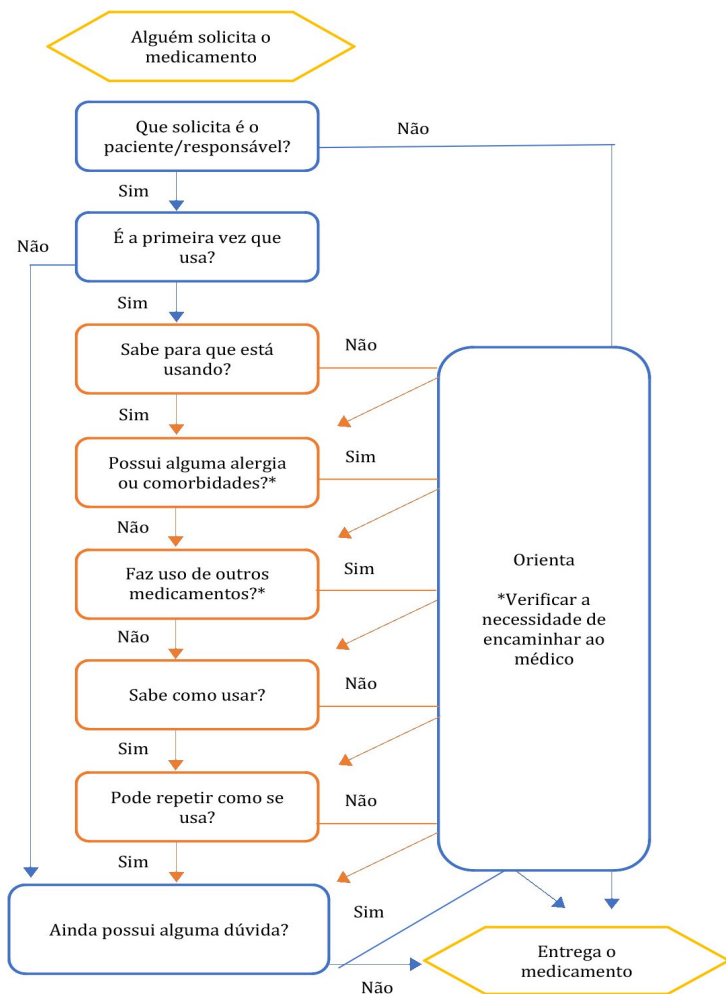 Alguém solicita o
medicamento
Que solicita é o
paciente/responsável?
Não
Sim
Não
É a primeira vez que
usa?
Sim
Sabe para que está
usando?
Não
Sim
Possui alguma alergia
ou comorbidades?*
Sim
Não
Faz uso de outros
medicamentos?*
Sim
Não
Sabe como usar?
Não
Sim
Pode repetir como se
usa?
Não
Sim
Orienta
*Verificar a
necessidade de
encaminhar ao
médico
Ainda possui alguma dúvida?
Sim
Não
Entrega o
medicamento